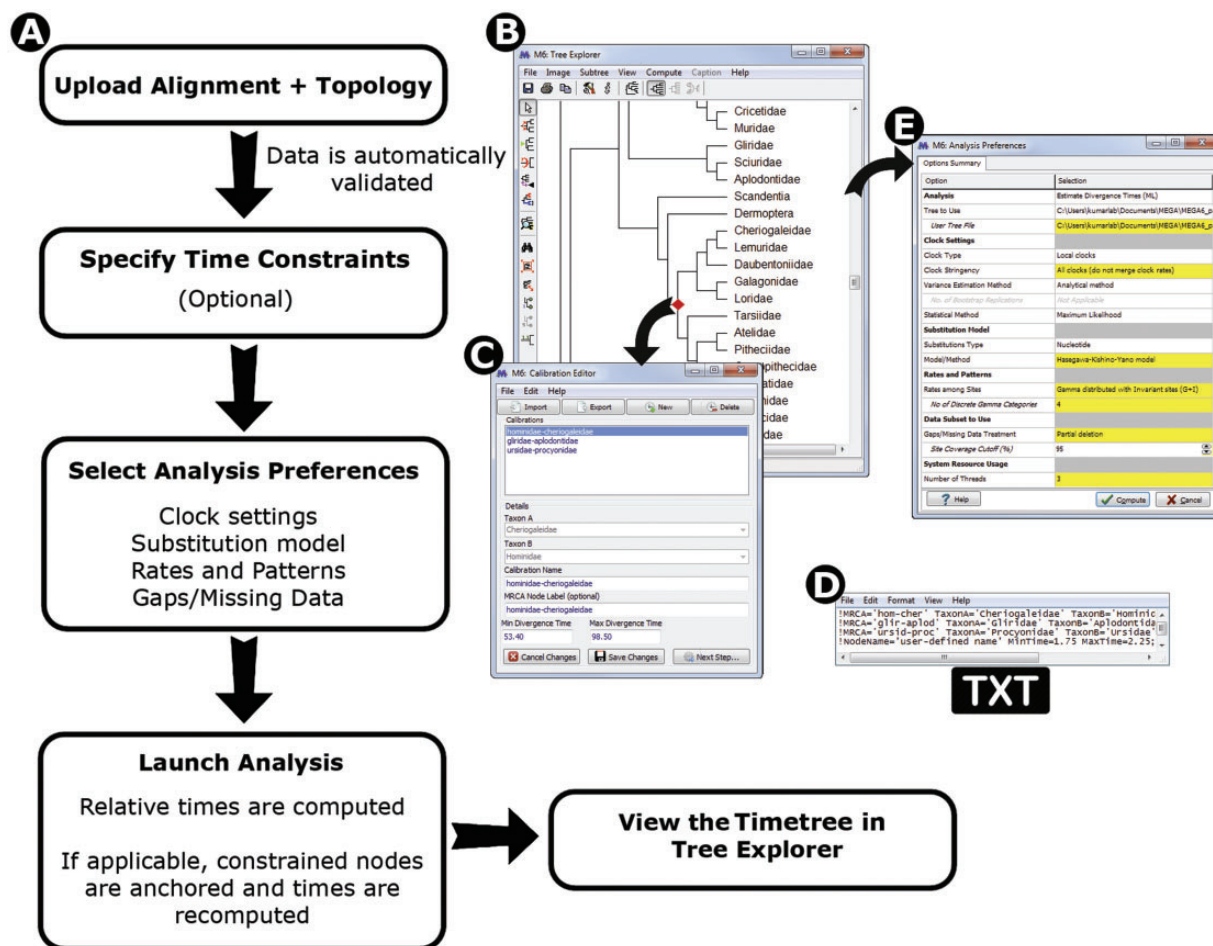 A
Upload Alignment + Topology
Data is automatically
validated
Specify Time Constraints
(Optional)
Select Analysis Preferences
Clock settings
Substitution model
Rates and Patterns
Gaps/Missing Data
Launch Analysis
Relative times are computed
If applicable, constrained nodes
are anchored and times are
recomputed
View the Timetree in
Tree Explorer
B
M6: Tree Explorer
File Image Subtree View Compute Caption Help
Cricetidae
Muridae
Gliridae
Sciuridae
Aplodontidae
Scandentia
Dermoptera
Cheriogaleidae
Lemuridae
Daubentoniidae
Galagonidae
Loridae
Tarsiidae
Atelidae
Pitheciidae
C
M6: Calibration Editor
File Edit Help
Import Export New Delete
Calibrations
hominidae-cheriogaleidae
gliridae-aplodontidae
ursidae-procyonidae
Details
Taxon A
Cheriogaleidae
Taxon B
Hominidae
Calibration Name
hominidae-cheriogaleidae
MRCA Node Label (optional)
hominidae-cheriogaleidae
Min Divergence Time Max Divergence Time
53.40 98.50
Cancel Changes Save Changes Next Step...
E
M6: Analysis Preferences
Options Summary
Option Selection
Analysis Estimate Divergence Times (ML)
Tree to Use C:\Users\kumarlab\Documents\MEGA\MEGA6_p
User Tree File C:\Users\kumarlab\Documents\MEGA\MEGA6_p
Clock Settings
Clock Type Local clocks
Clock Stringency All clocks (do not merge clock rates)
Variance Estimation Method Analytical method
No. of Bootstrap Replications Not Applicable
Statistical Method Maximum Likelihood
Substitution Model
Substitutions Type Nucleotide
Model/Method Hasegawa-Kishino-Yano model
Rates and Patterns
Rates among Sites Gamma distributed with Invariant sites (G+I)
No of Discrete Gamma Categories 4
Data Subset to Use
Gaps/Missing Data Treatment Partial deletion
Site Coverage Cutoff (%) 95
System Resource Usage
Number of Threads 3
Help Compute Cancel
D
File Edit Format View Help
!MRCA='hom-cher' TaxonA='Cheriogaleidae' TaxonB='Hominic
!MRCA='glir-aplod' TaxonA='Gliridae' TaxonB='Aplodontida
!MRCA='ursid-proc' TaxonA='Procyonidae' TaxonB='Ursidae'
!NodeName='user-defined name' MinTime=1.75 MaxTime=2.25;
TXT